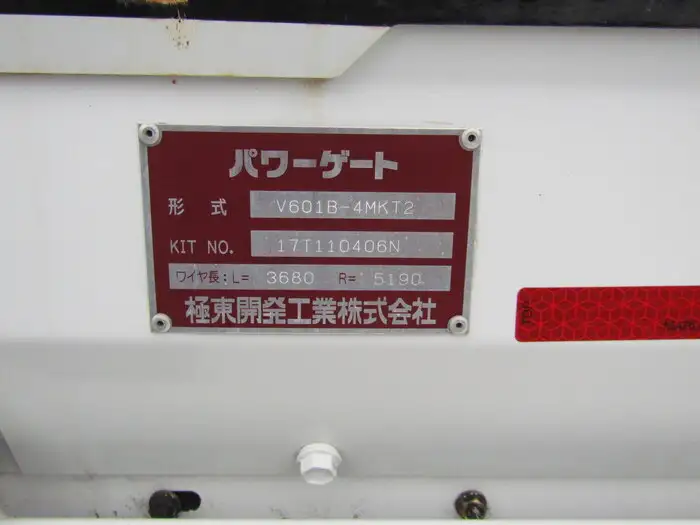 パワーゲート
形式 V601B-4MKT2
KIT NO. 17T110406N
ワイヤ長;L= 3680 R= 5190
極東開発工業株式会社